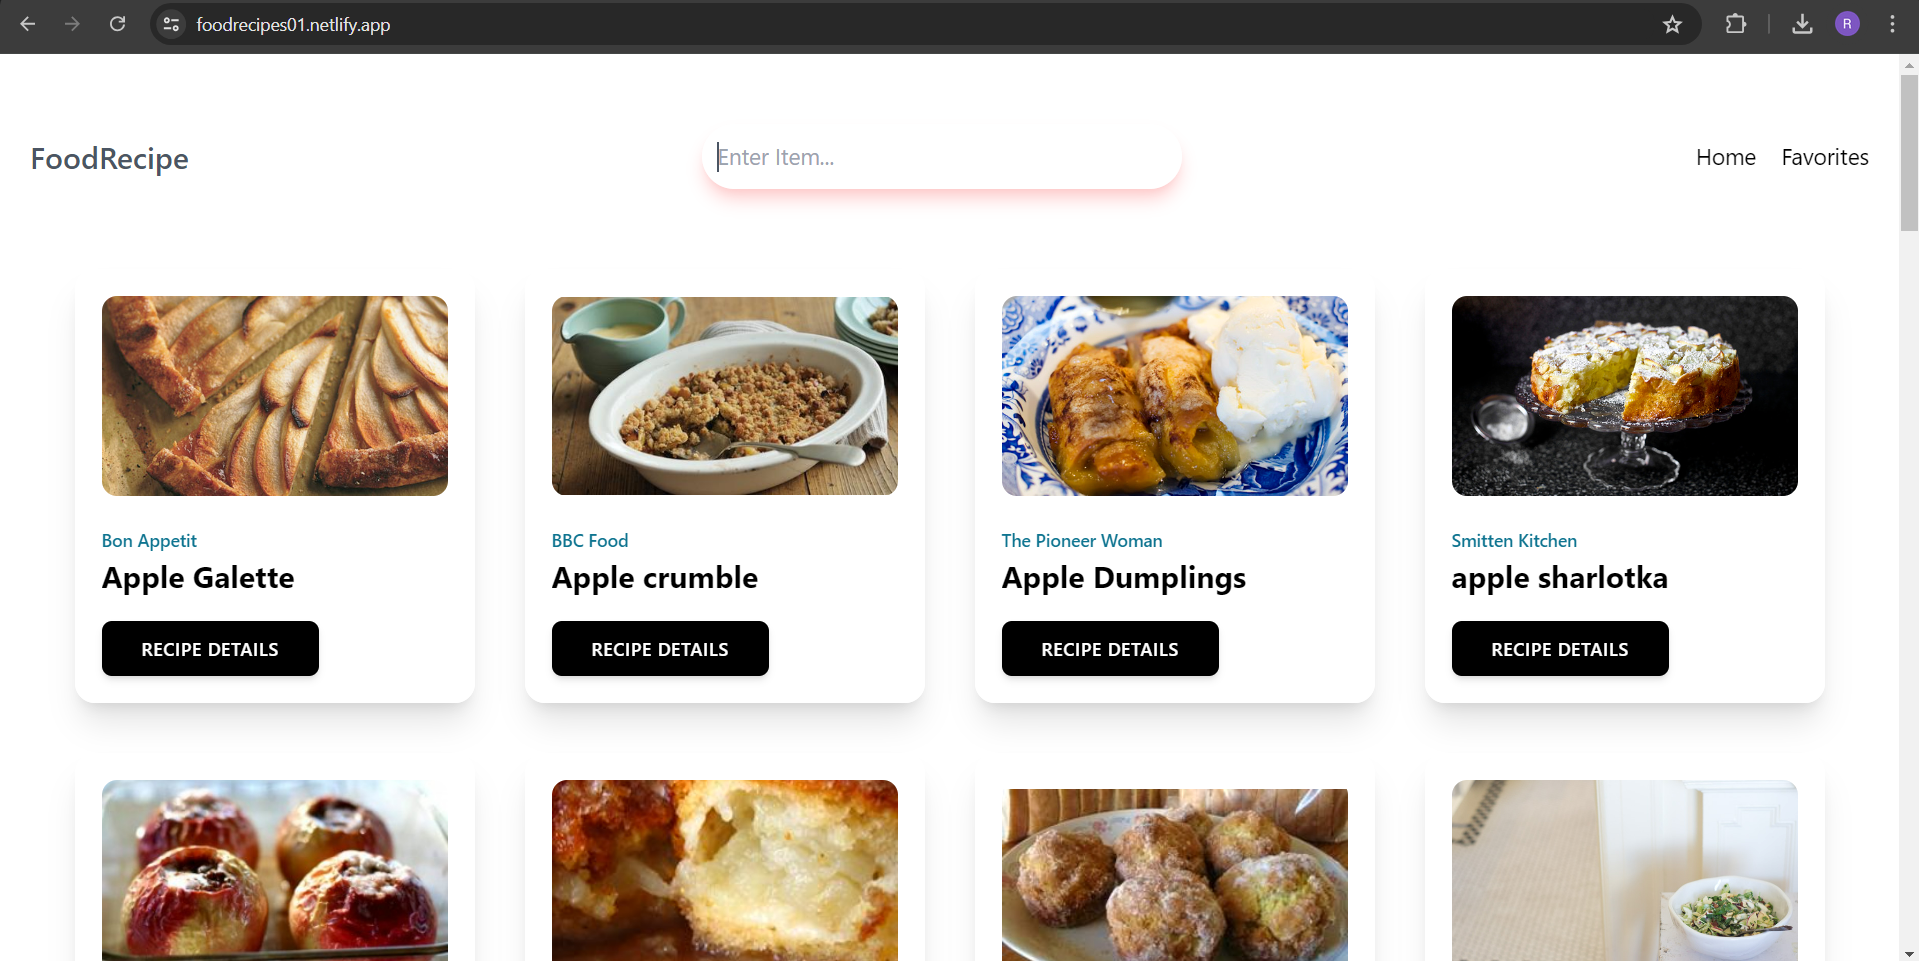 foodrecipes01.netlify.app
R
FoodRecipe
Enter Item...
Home
Favorites
Bon Appetit
Apple Galette
RECIPE DETAILS
BBC Food
Apple crumble
RECIPE DETAILS
The Pioneer Woman
Apple Dumplings
RECIPE DETAILS
Smitten Kitchen
apple sharlotka
RECIPE DETAILS